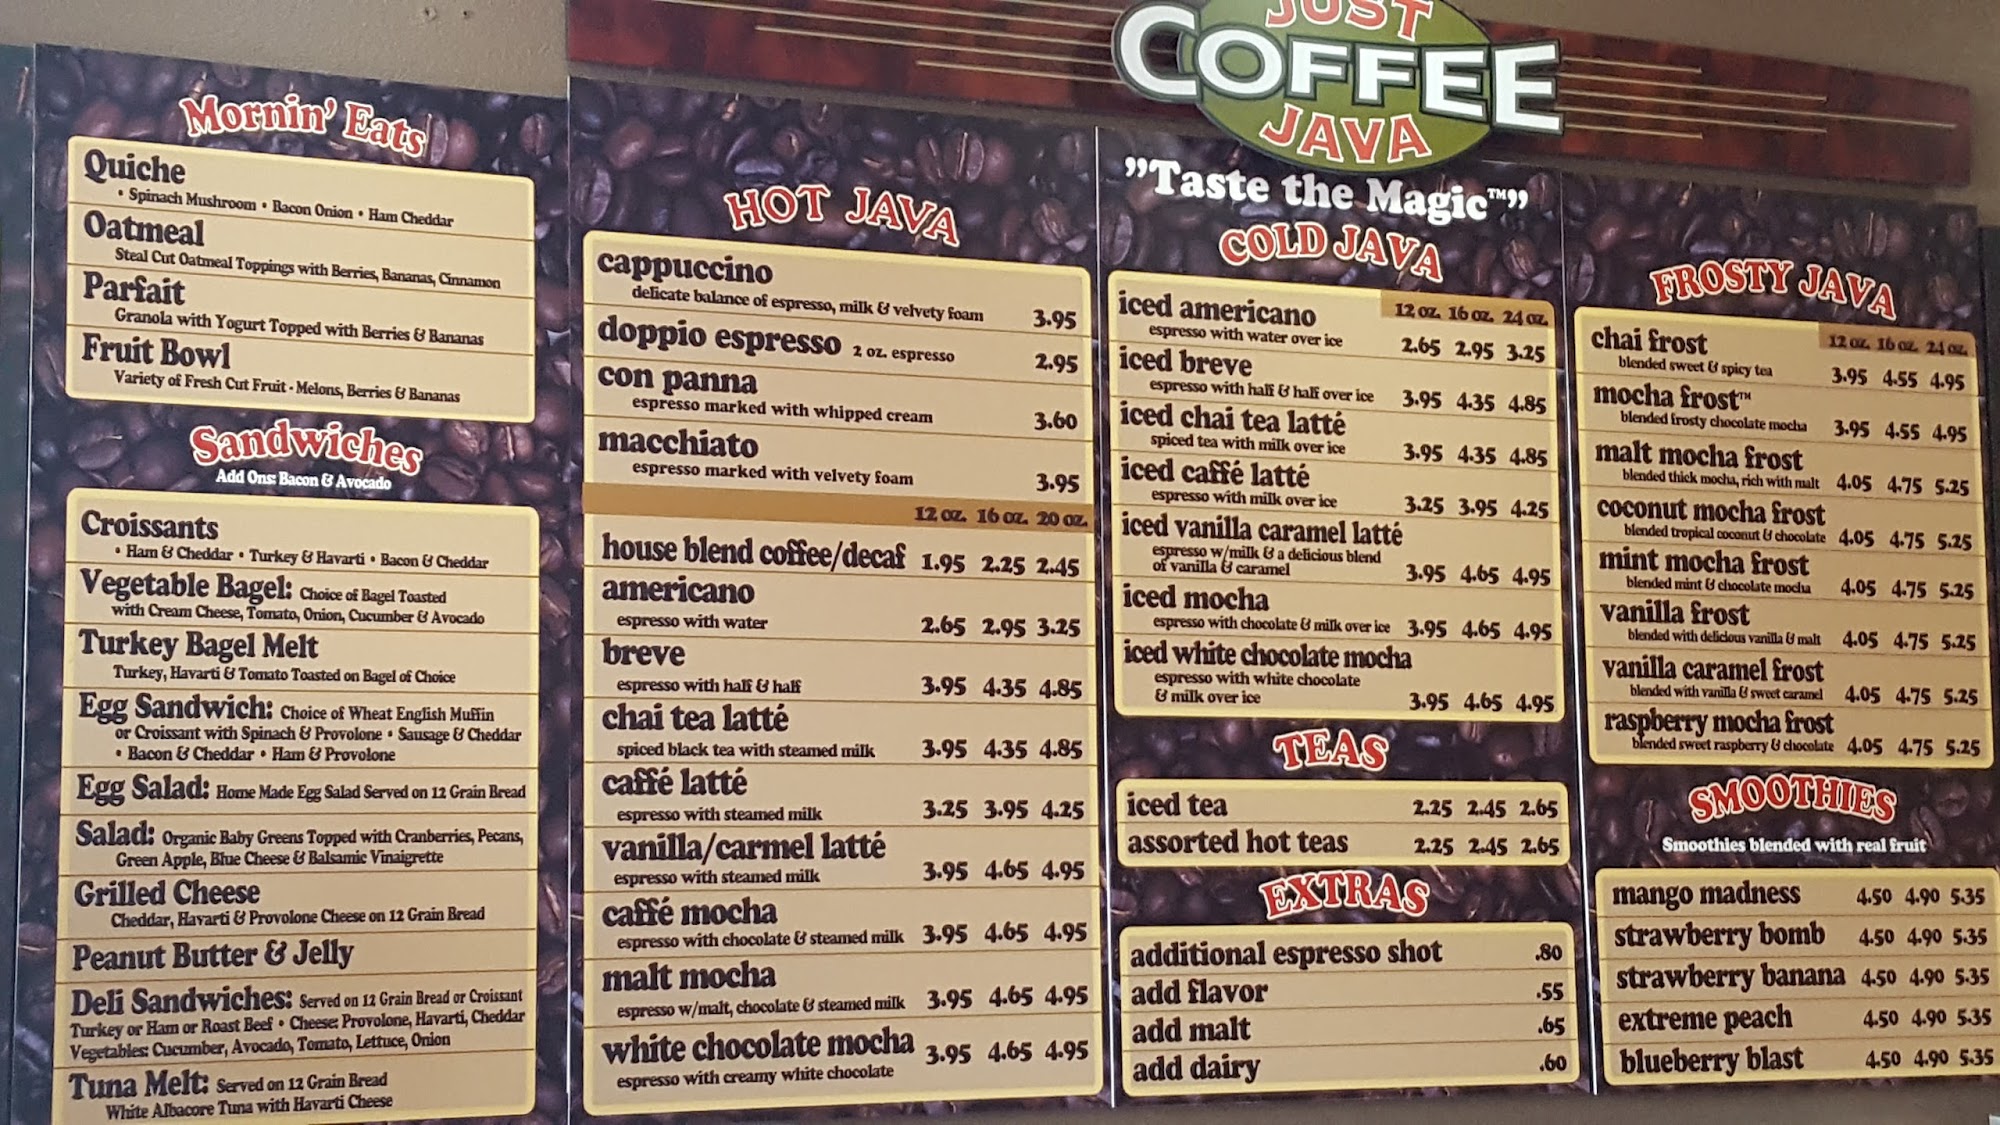 JUST
COFFEE
JAVA
Mornin' Eats
Quiche
• Spinach Mushroom • Bacon Onion • Ham Cheddar
Oatmeal
Steal Cut Oatmeal Toppings with Berries, Bananas, Cinnamon
Parfait
Granola with Yogurt Topped with Berries & Bananas
Fruit Bowl
Variety of Fresh Cut Fruit - Melons, Berries & Bananas
Sandwiches
Add Ons: Bacon & Avocado
Croissants
• Ham & Cheddar • Turkey & Havarti • Bacon & Cheddar
Vegetable Bagel: Choice of Bagel Toasted
with Cream Cheese, Tomato, Onion, Cucumber & Avocado
Turkey Bagel Melt
Turkey, Havarti & Tomato Toasted on Bagel of Choice
Egg Sandwich: Choice of Wheat English Muffin
or Croissant with Spinach & Provolone • Sausage & Cheddar
• Bacon & Cheddar • Ham & Provolone
Egg Salad: Home Made Egg Salad Served on 12 Grain Bread
Salad: Organic Baby Greens Topped with Cranberries, Pecans,
Green Apple, Blue Cheese & Balsamic Vinaigrette
Grilled Cheese
Cheddar, Havarti & Provolone Cheese on 12 Grain Bread
Peanut Butter & Jelly
Deli Sandwiches: Served on 12 Grain Bread or Croissant
Turkey or Ham or Roast Beef • Cheese: Provolone, Havarti, Cheddar
Vegetables: Cucumber, Avocado, Tomato, Lettuce, Onion
Tuna Melt: Served on 12 Grain Bread
White Albacore Tuna with Havarti Cheese
HOT JAVA
cappuccino
delicate balance of espresso, milk & velvety foam 3.95
doppio espresso 2 oz. espresso 2.95
con panna
espresso marked with whipped cream 3.60
macchiato
espresso marked with velvety foam 3.95
12 oz. 16 oz. 20 oz.
house blend coffee/decaf 1.95 2.25 2.45
americano
espresso with water 2.65 2.95 3.25
breve
espresso with half & half 3.95 4.35 4.85
chai tea latté
spiced black tea with steamed milk 3.95 4.35 4.85
caffé latté
espresso with steamed milk 3.25 3.95 4.25
vanilla/carmel latté
espresso with steamed milk 3.95 4.65 4.95
caffé mocha
espresso with chocolate & steamed milk 3.95 4.65 4.95
malt mocha
espresso w/malt, chocolate & steamed milk 3.95 4.65 4.95
white chocolate mocha 3.95 4.65 4.95
espresso with creamy white chocolate
"Taste the Magic™"
COLD JAVA
12 oz. 16 oz. 24 oz.
iced americano
espresso with water over ice 2.65 2.95 3.25
iced breve
espresso with half & half over ice 3.95 4.35 4.85
iced chai tea latté
spiced tea with milk over ice 3.95 4.35 4.85
iced caffé latté
espresso with milk over ice 3.25 3.95 4.25
iced vanilla caramel latté
espresso w/milk & a delicious blend
of vanilla & caramel 3.95 4.65 4.95
iced mocha
espresso with chocolate & milk over ice 3.95 4.65 4.95
iced white chocolate mocha
espresso with white chocolate
& milk over ice 3.95 4.65 4.95
TEAS
iced tea 2.25 2.45 2.65
assorted hot teas 2.25 2.45 2.65
EXTRAS
additional espresso shot .80
add flavor .55
add malt .65
add dairy .60
FROSTY JAVA
12 oz. 16 oz. 24 oz.
chai frost
blended sweet & spicy tea 3.95 4.55 4.95
mocha frost™
blended frosty chocolate mocha 3.95 4.55 4.95
malt mocha frost
blended thick mocha, rich with malt 4.05 4.75 5.25
coconut mocha frost
blended tropical coconut & chocolate 4.05 4.75 5.25
mint mocha frost
blended mint & chocolate mocha 4.05 4.75 5.25
vanilla frost
blended with delicious vanilla & malt 4.05 4.75 5.25
vanilla caramel frost
blended with vanilla & sweet caramel 4.05 4.75 5.25
raspberry mocha frost
blended sweet raspberry & chocolate 4.05 4.75 5.25
SMOOTHIES
Smoothies blended with real fruit
mango madness 4.50 4.90 5.35
strawberry bomb 4.50 4.90 5.35
strawberry banana 4.50 4.90 5.35
extreme peach 4.50 4.90 5.35
blueberry blast 4.50 4.90 5.35